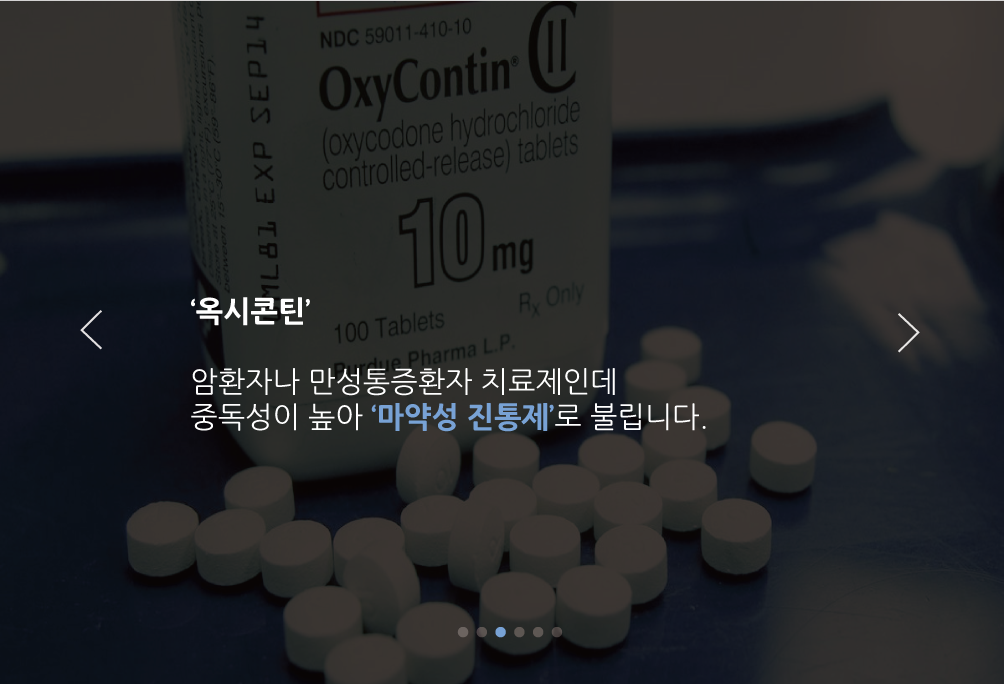 NDC 59011-410-10
OxyContin® CII
(oxycodone hydrochloride
controlled-release) tablets
10 mg
Rx Only
100 Tablets
Purdue Pharma L.P.
ML81 EXP SEP14
‘옥시콘틴’
암환자나 만성통증환자 치료제인데
중독성이 높아 ‘마약성 진통제’로 불립니다.